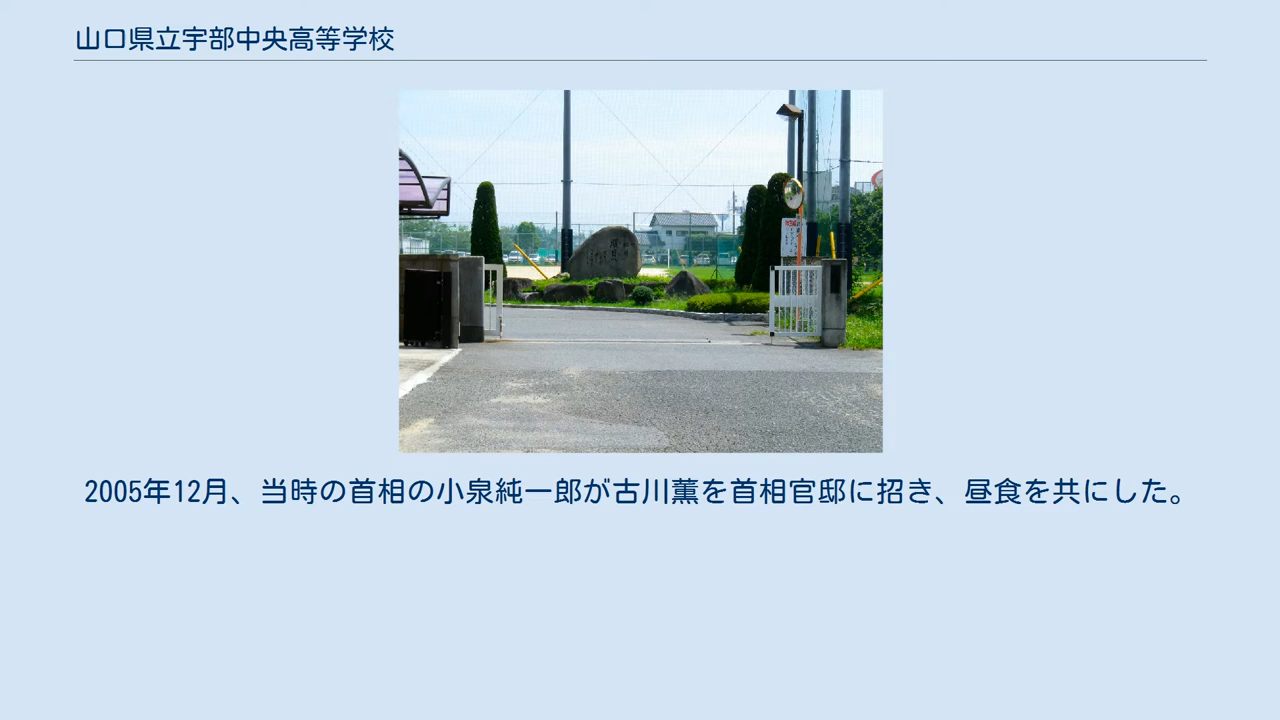 山口県立宇部中央高等学校
2005年12月、当時の首相の小泉純一郎が古川薫を首相官邸に招き、昼食を共にした。